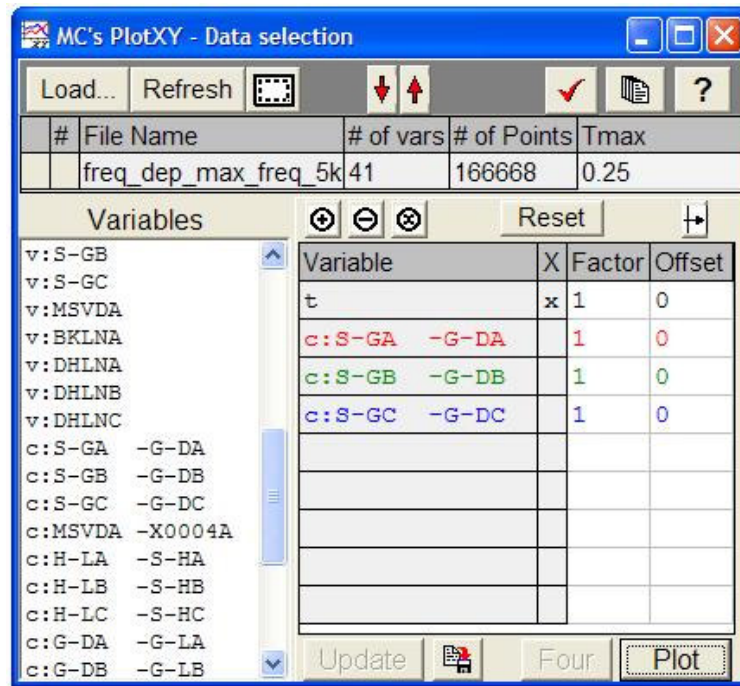 MC's PlotXY - Data selection
Load... Refresh ?
# File Name # of vars # of Points Tmax
freq_dep_max_freq_5k 41 166668 0.25
Variables Reset
v:S-GB
v:S-GC
v:MSVDA
v:BKLNA
v:DHLNA
v:DHLNB
v:DHLNC
c:S-GA -G-DA
c:S-GB -G-DB
c:S-GC -G-DC
c:MSVDA -X0004A
c:H-LA -S-HA
c:H-LB -S-HB
c:H-LC -S-HC
c:G-DA -G-LA
c:G-DB -G-LB
Variable X Factor Offset
t x 1 0
c:S-GA -G-DA 1 0
c:S-GB -G-DB 1 0
c:S-GC -G-DC 1 0
Update Four Plot